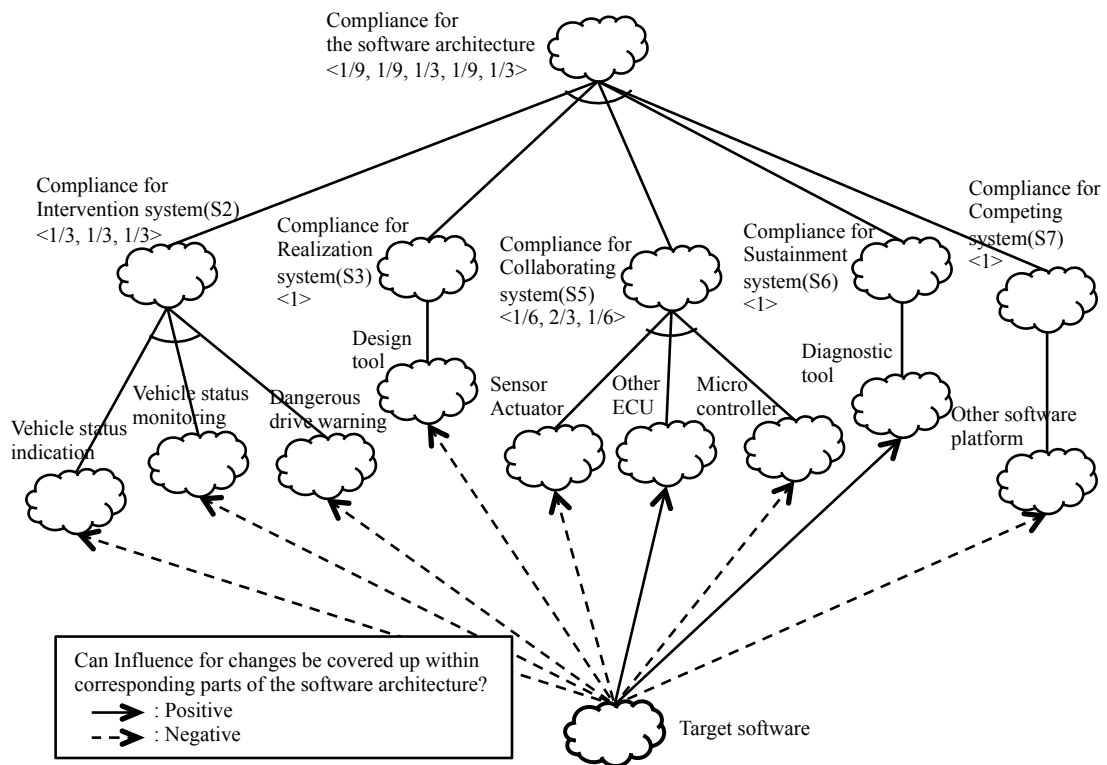 Compliance for
the software architecture
<1/9, 1/9, 1/3, 1/9, 1/3>
Compliance for
Intervention system(S2)
<1/3, 1/3, 1/3>
Compliance for
Realization
system(S3)
<1>
Compliance for
Collaborating
system(S5)
<1/6, 2/3, 1/6>
Compliance for
Sustainment
system(S6)
<1>
Compliance for
Competing
system(S7)
<1>
Vehicle status
indication
Vehicle status
monitoring
Dangerous
drive warning
Design
tool
Sensor
Actuator
Other
ECU
Micro
controller
Diagnostic
tool
Other software
platform
Can Influence for changes be covered up within
corresponding parts of the software architecture?
: Positive
: Negative
Target software